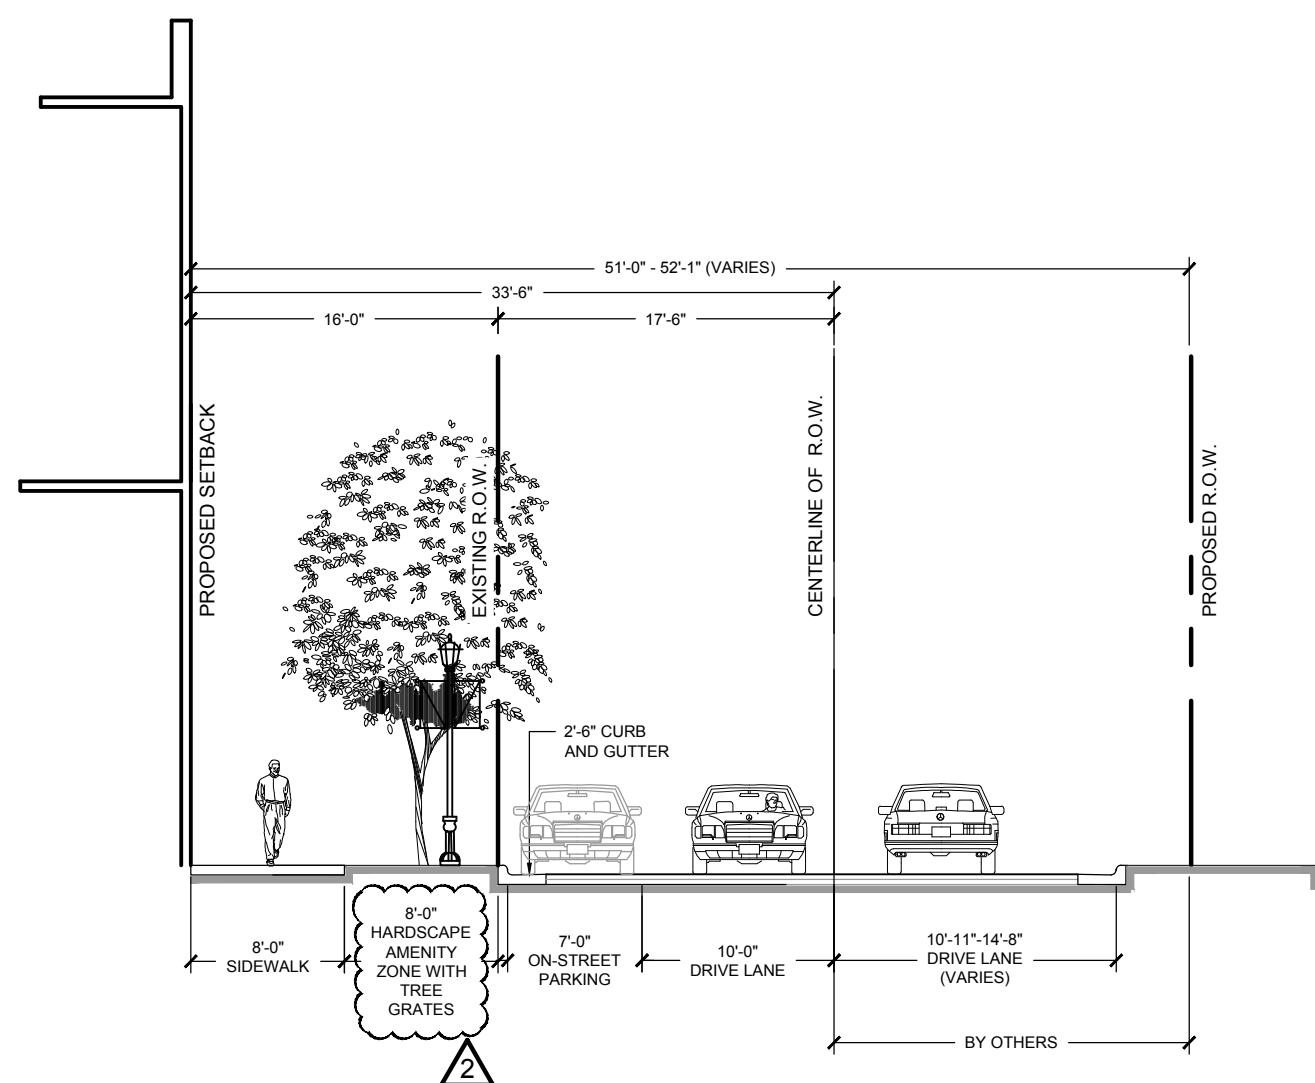 51'-0" - 52'-1" (VARIES)
33'-6"
16'-0"
17'-6"
PROPOSED SETBACK
EXISTING R.O.W.
CENTERLINE OF R.O.W.
PROPOSED R.O.W.
2'-6" CURB
AND GUTTER
8'-0"
SIDEWALK
8'-0"
HARDSCAPE
AMENITY
ZONE WITH
TREE
GRATES
7'-0"
ON-STREET
PARKING
10'-0"
DRIVE LANE
10'-11"-14'-8"
DRIVE LANE
(VARIES)
BY OTHERS
2